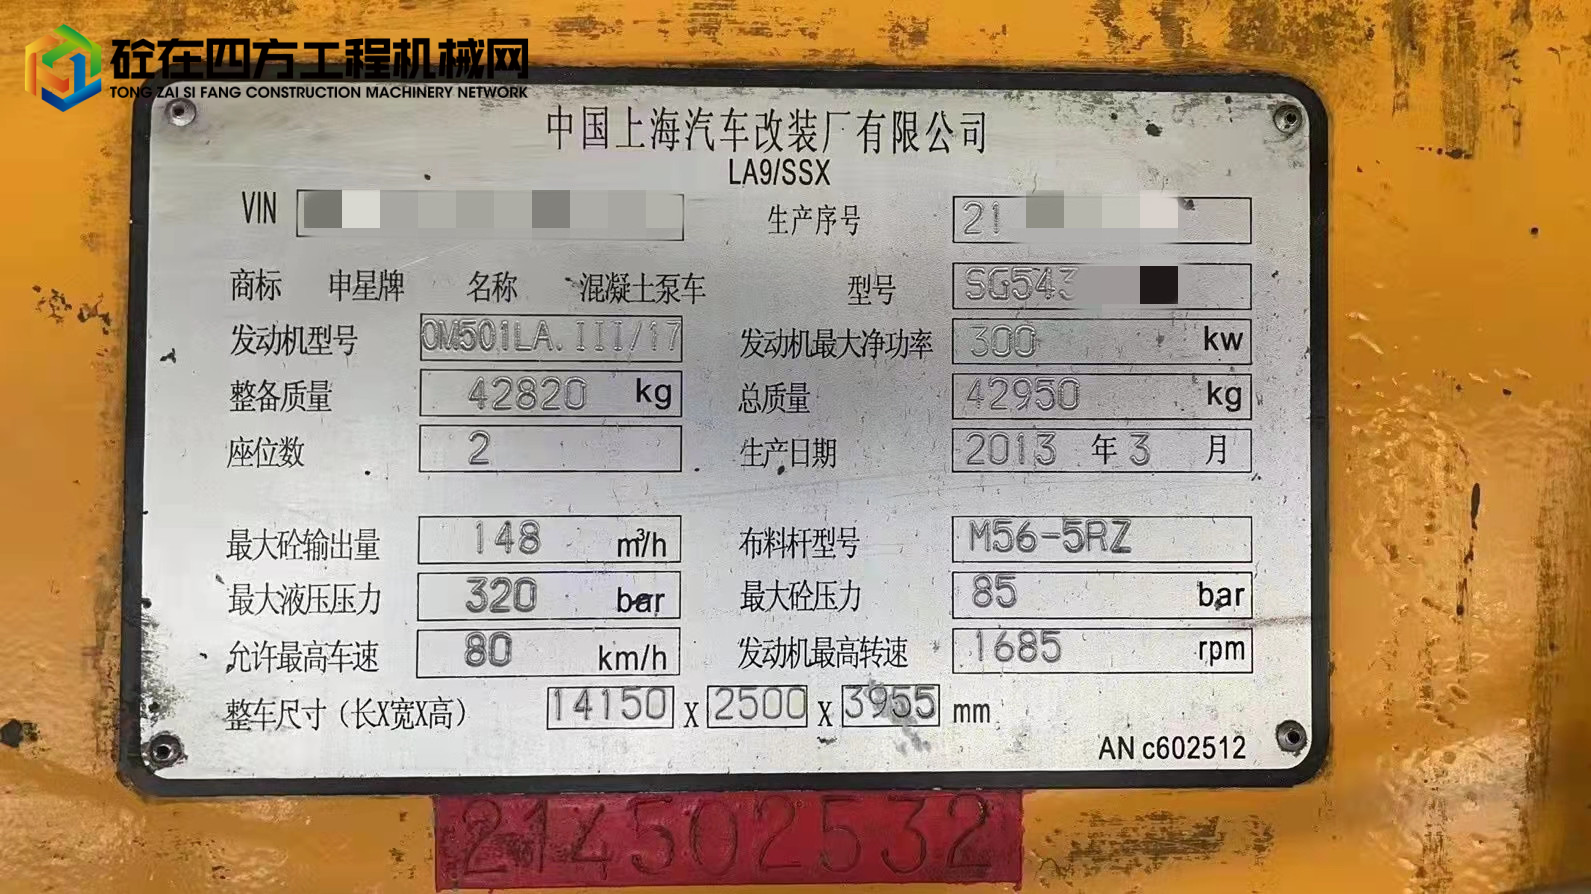 砼在四方工程机械网
TONG ZAI SI FANG CONSTRUCTION MACHINERY NETWORK
中国上海汽车改装厂有限公司
LA9/SSX
VIN 生产序号 21
商标 申星牌 名称 混凝土泵车 型号 SG543
发动机型号 OM501LA.III/17 发动机最大净功率 300 kw
整备质量 42820 kg 总质量 42950 kg
座位数 2 生产日期 2013 年 3 月
最大砼输出量 148 m³/h 布料杆型号 M56-5RZ
最大液压压力 320 bar 最大砼压力 85 bar
允许最高车速 80 km/h 发动机最高转速 1685 rpm
整车尺寸（长X宽X高） 14150 X 2500 X 3955 mm
AN c602512
214502532